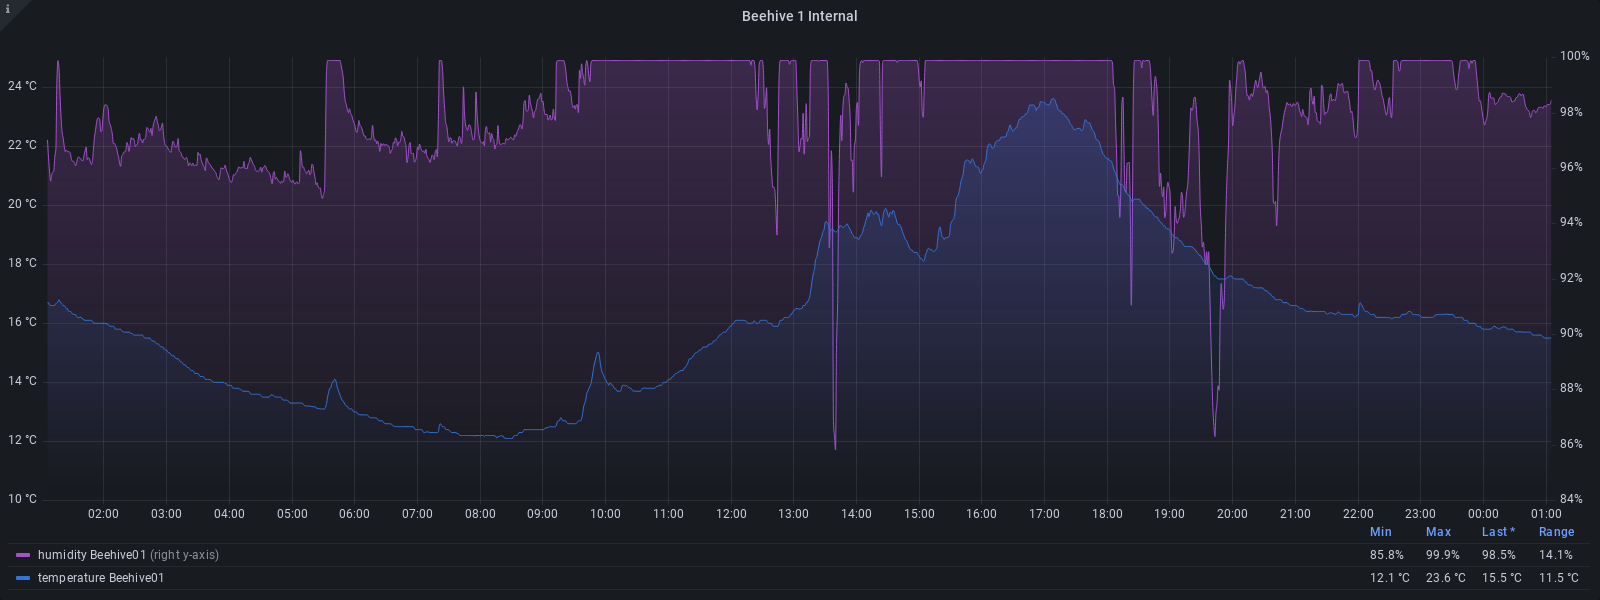 i
Beehive 1 Internal
24 °C
22 °C
20 °C
18 °C
16 °C
14 °C
12 °C
10 °C
100%
98%
96%
94%
92%
90%
88%
86%
84%
02:00 03:00 04:00 05:00 06:00 07:00 08:00 09:00 10:00 11:00 12:00 13:00 14:00 15:00 16:00 17:00 18:00 19:00 20:00 21:00 22:00 23:00 00:00 01:00
Min Max Last * Range
humidity Beehive01 (right y-axis) 85.8% 99.9% 98.5% 14.1%
temperature Beehive01 12.1 °C 23.6 °C 15.5 °C 11.5 °C